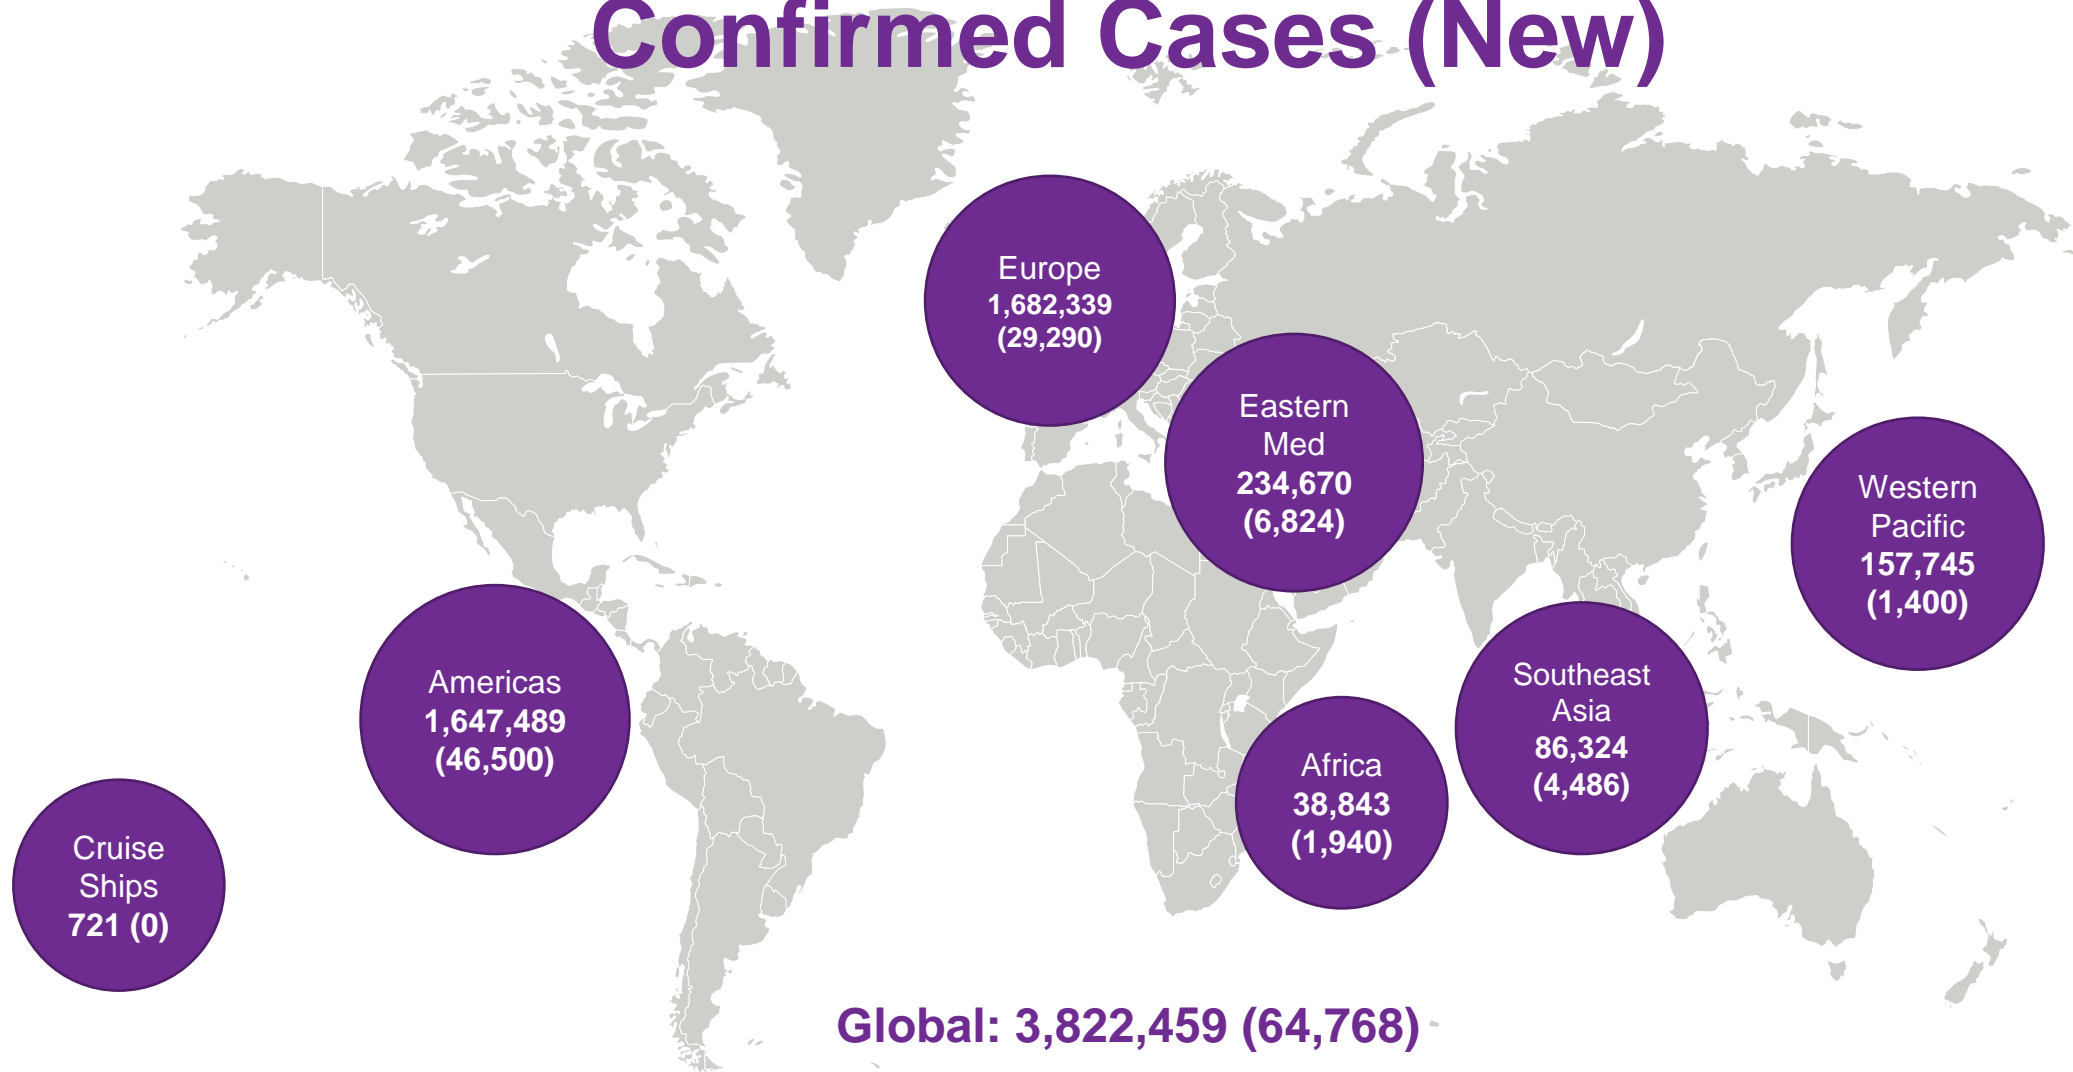 Confirmed Cases (New)
Europe
1,682,339
(29,290)
Eastern
Med
234,670
(6,824)
Western
Pacific
157,745
(1,400)
Americas
1,647,489
(46,500)
Southeast
Asia
86,324
(4,486)
Africa
38,843
(1,940)
Cruise
Ships
721 (0)
Global: 3,822,459 (64,768)